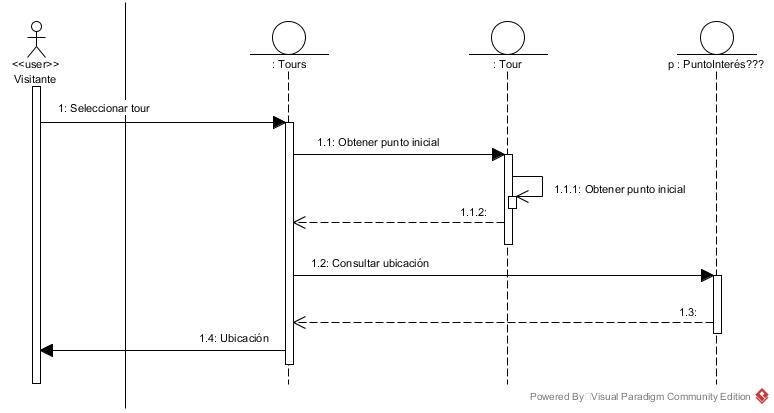 <<user>>
Visitante
: Tours
: Tour
p : PuntoInterés???
1: Seleccionar tour
1.1: Obtener punto inicial
1.1.1: Obtener punto inicial
1.1.2:
1.2: Consultar ubicación
1.3:
1.4: Ubicación
Powered By Visual Paradigm Community Edition